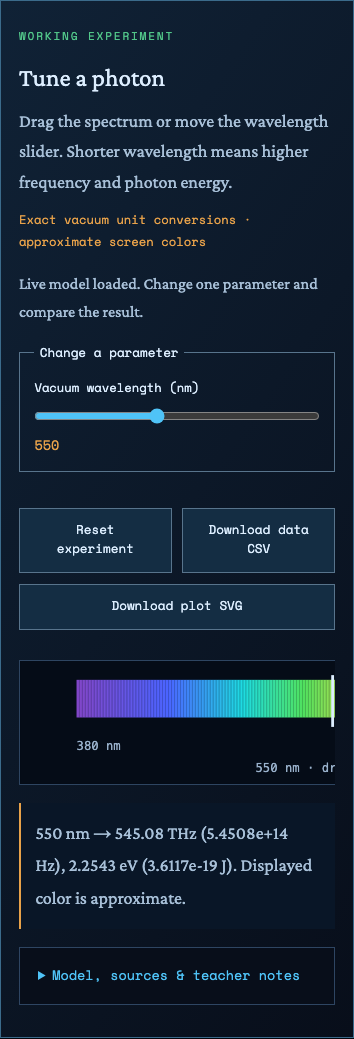 WORKING EXPERIMENT
Tune a photon
Drag the spectrum or move the wavelength
slider. Shorter wavelength means higher
frequency and photon energy.
Exact vacuum unit conversions ·
approximate screen colors
Live model loaded. Change one parameter and
compare the result.
Change a parameter
Vacuum wavelength (nm)
550
Reset
experiment
Download data
CSV
Download plot SVG
380 nm
550 nm · dr
550 nm → 545.08 THz (5.4508e+14
Hz), 2.2543 eV (3.6117e-19 J). Displayed
color is approximate.
▶ Model, sources & teacher notes